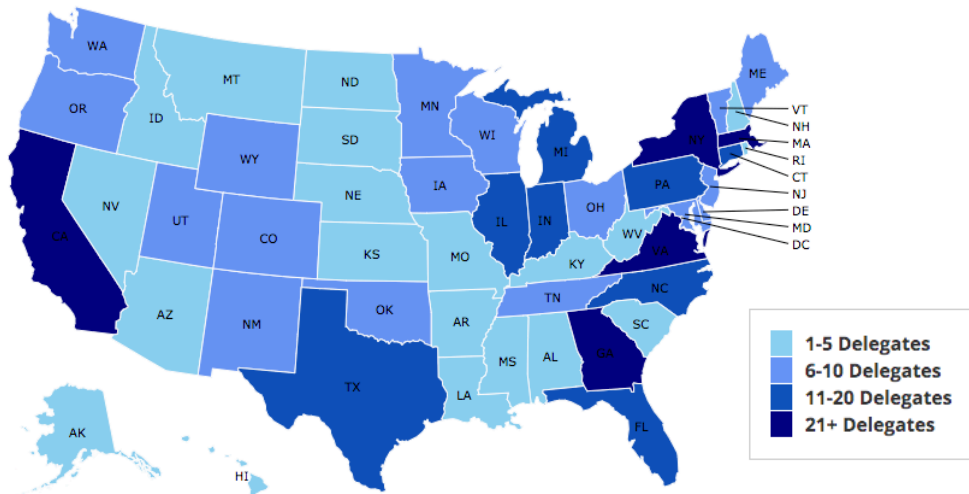 WA
ME
MT
ND
VT
OR
MN
NH
ID
MA
SD
WI
NY
RI
WY
MI
CT
IA
PA
NJ
NE
NV
OH
DE
UT
IL
IN
MD
CA
CO
WV
DC
KS
MO
VA
KY
NC
TN
AZ
OK
NM
AR
SC
MS
AL
GA
TX
LA
FL
AK
HI
1-5 Delegates
6-10 Delegates
11-20 Delegates
21+ Delegates